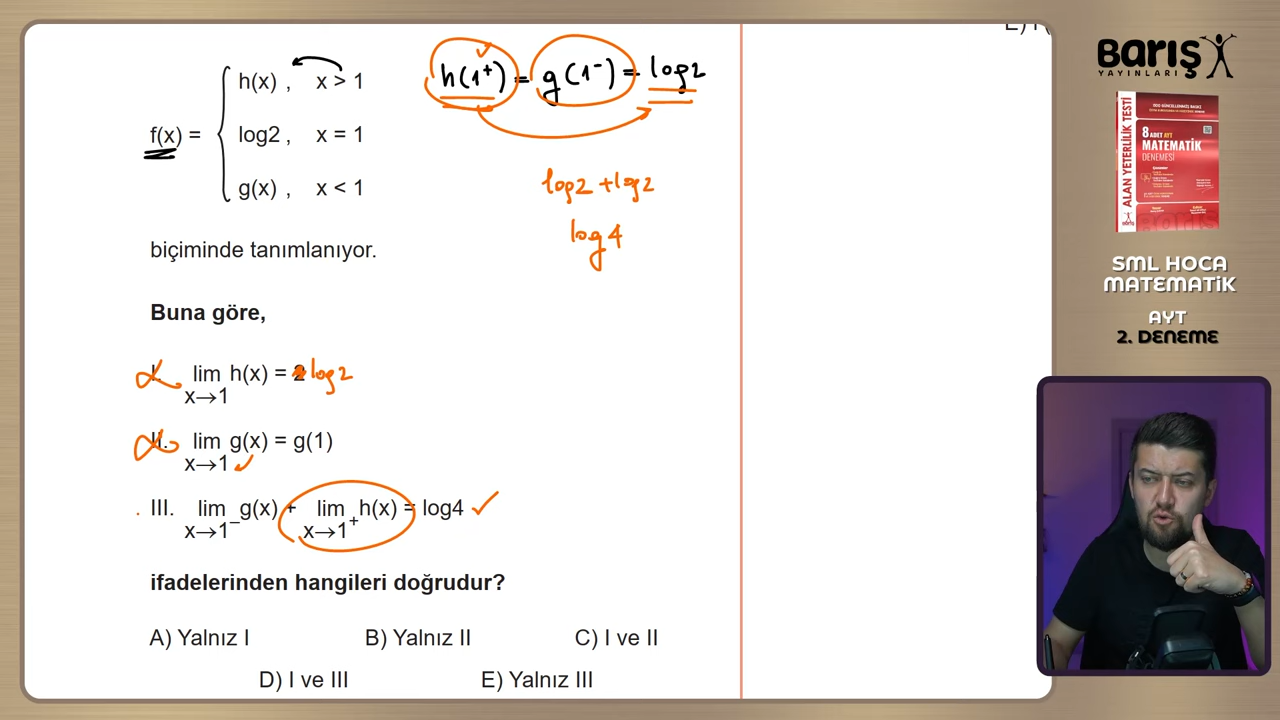 E) F(
BARIŞ
YAYINLARI
h(x) , x > 1
f(x) = log2 , x = 1
g(x) , x < 1
h(1⁺) = g(1⁻) = log2
log2 + log2
log4
biçiminde tanımlanıyor.
Buna göre,
I. lim h(x) = 2 log2
x→1
II. lim g(x) = g(1)
x→1
III. lim g(x) + lim h(x) = log4
x→1⁻ x→1⁺
ifadelerinden hangileri doğrudur?
A) Yalnız I B) Yalnız II C) I ve II
D) I ve III E) Yalnız III
ALAN YETERLİLİK TESTİ
8 ADET AYT
MATEMATİK
DENEMESİ
BARIŞ
SML HOCA
MATEMATİK
AYT
2. DENEME